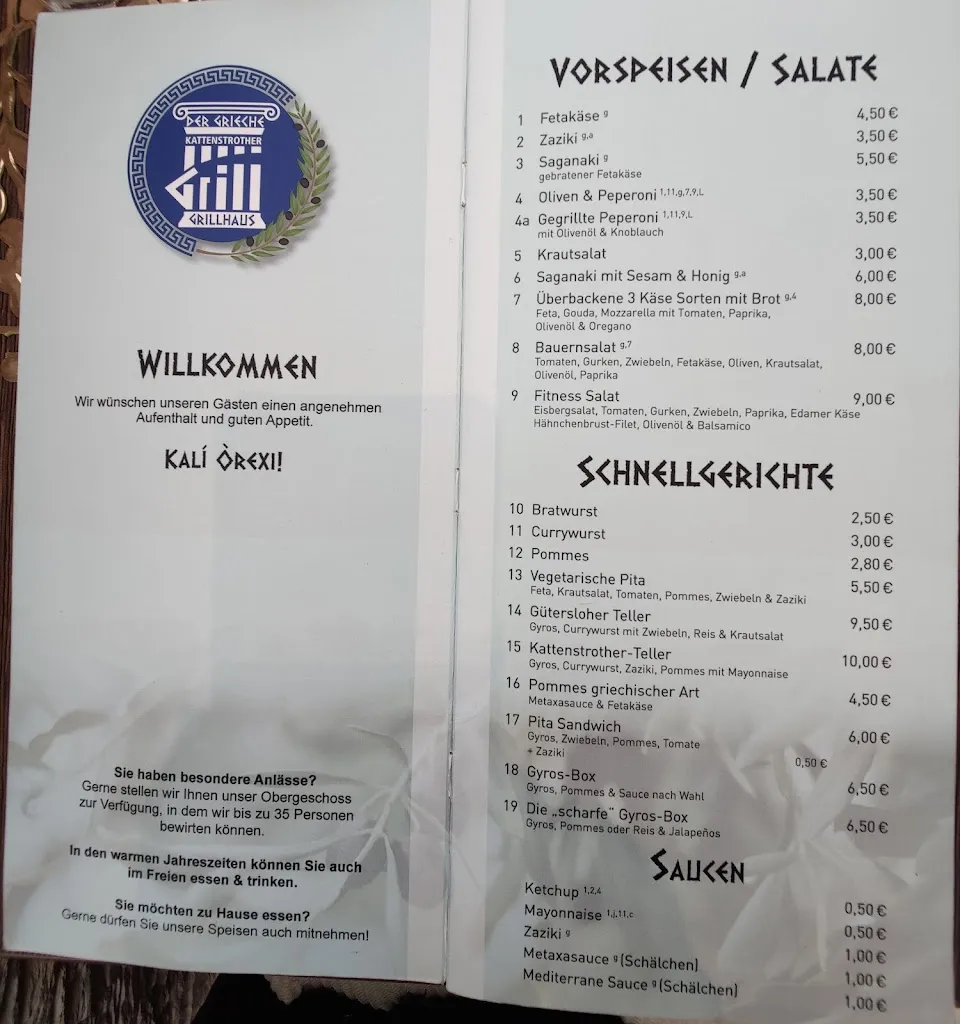 DER GRIECHE
KATTENSTROTHER
Grill
GRILLHAUS
WILLKOMMEN
Wir wünschen unseren Gästen einen angenehmen
Aufenthalt und guten Appetit.
KALÍ ÒREXI!
Sie haben besondere Anlässe?
Gerne stellen wir Ihnen unser Obergeschoss
zur Verfügung, in dem wir bis zu 35 Personen
bewirten können.
In den warmen Jahreszeiten können Sie auch
im Freien essen & trinken.
Sie möchten zu Hause essen?
Gerne dürfen Sie unsere Speisen auch mitnehmen!
VORSPEISEN / SALATE
1 Fetakäse g 4,50 €
2 Zaziki g,a 3,50 €
3 Saganaki g 5,50 €
gebratener Fetakäse
4 Oliven & Peperoni 1,11,g,7,9,L 3,50 €
4a Gegrillte Peperoni 1,11,9,L 3,50 €
mit Olivenöl & Knoblauch
5 Krautsalat 3,00 €
6 Saganaki mit Sesam & Honig g,a 6,00 €
7 Überbackene 3 Käse Sorten mit Brot g,4 8,00 €
Feta, Gouda, Mozzarella mit Tomaten, Paprika,
Olivenöl & Oregano
8 Bauernsalat g,7 8,00 €
Tomaten, Gurken, Zwiebeln, Fetakäse, Oliven, Krautsalat,
Olivenöl, Paprika
9 Fitness Salat 9,00 €
Eisbergsalat, Tomaten, Gurken, Zwiebeln, Paprika, Edamer Käse
Hähnchenbrust-Filet, Olivenöl & Balsamico
SCHNELLGERICHTE
10 Bratwurst 2,50 €
11 Currywurst 3,00 €
12 Pommes 2,80 €
13 Vegetarische Pita 5,50 €
Feta, Krautsalat, Tomaten, Pommes, Zwiebeln & Zaziki
14 Gütersloher Teller 9,50 €
Gyros, Currywurst mit Zwiebeln, Reis & Krautsalat
15 Kattenstrother-Teller 10,00 €
Gyros, Currywurst, Zaziki, Pommes mit Mayonnaise
16 Pommes griechischer Art 4,50 €
Metaxasauce & Fetakäse
17 Pita Sandwich 6,00 €
Gyros, Zwiebeln, Pommes, Tomate
+ Zaziki 0,50 €
18 Gyros-Box 6,50 €
Gyros, Pommes & Sauce nach Wahl
19 Die „scharfe" Gyros-Box 6,50 €
Gyros, Pommes oder Reis & Jalapeños
SAUCEN
Ketchup 1,2,4 0,50 €
Mayonnaise 1,j,11,c 0,50 €
Zaziki g 1,00 €
Metaxasauce g (Schälchen) 1,00 €
Mediterrane Sauce g (Schälchen) 1,00 €